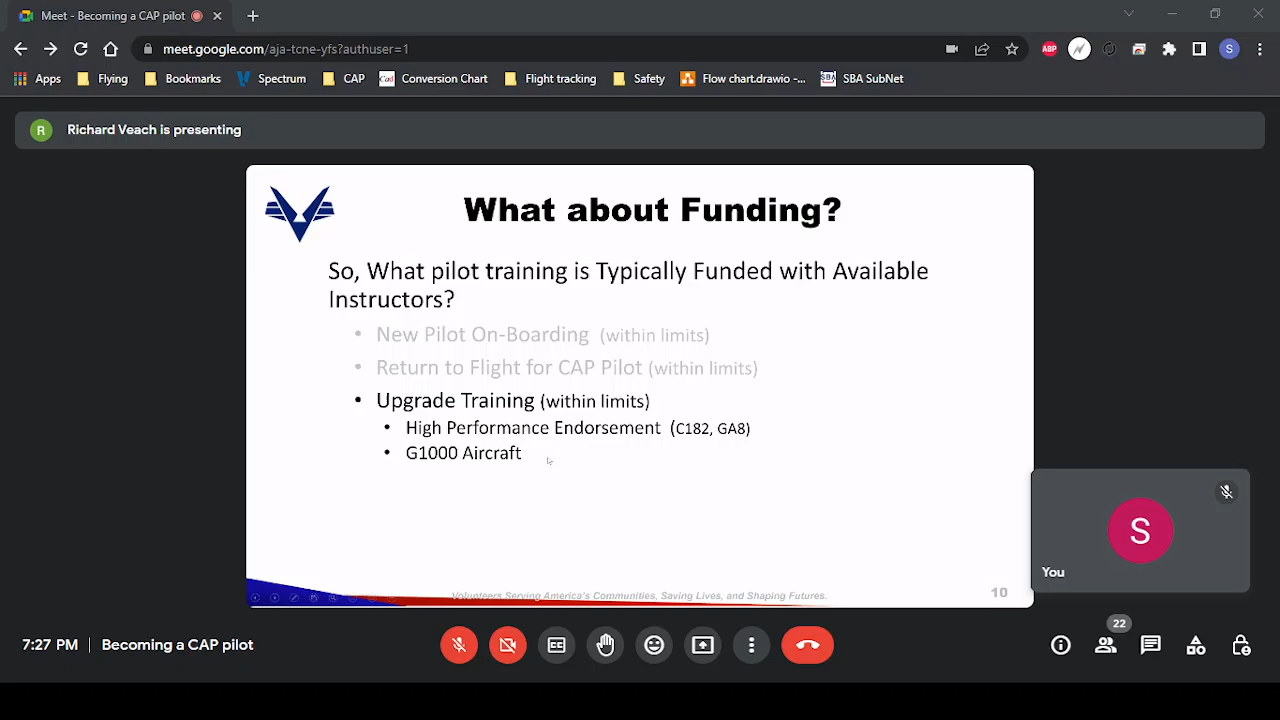 Meet - Becoming a CAP pilot
meet.google.com/aja-tcne-yfs?authuser=1
ABP
S
Apps Flying Bookmarks Spectrum CAP Cad Conversion Chart Flight tracking Safety Flow chart.drawio -... SBA SBA SubNet
R Richard Veach is presenting
What about Funding?
So, What pilot training is Typically Funded with Available
Instructors?
• New Pilot On-Boarding (within limits)
• Return to Flight for CAP Pilot (within limits)
• Upgrade Training (within limits)
• High Performance Endorsement (C182, GA8)
• G1000 Aircraft
S
You
Volunteers Serving America's Communities, Saving Lives, and Shaping Futures.
10
22
7:27 PM | Becoming a CAP pilot
CC